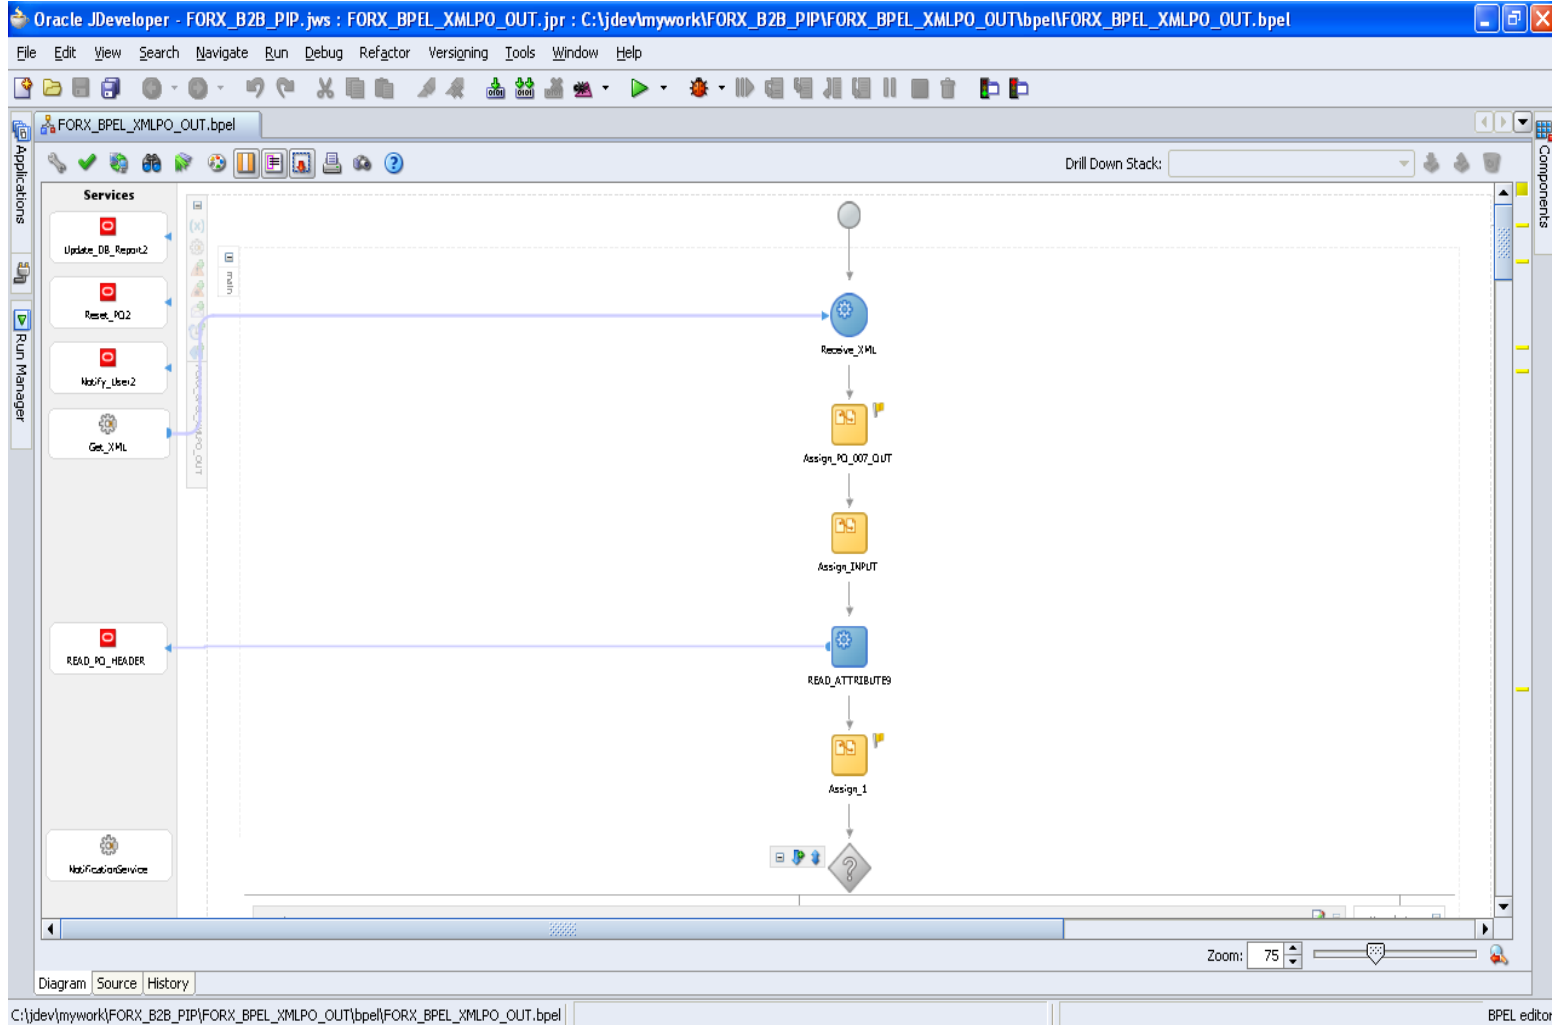 Oracle JDeveloper - FORX_B2B_PIP.jws : FORX_BPEL_XMLPO_OUT.jpr : C:\jdev\mywork\FORX_B2B_PIP\FORX_BPEL_XMLPO_OUT\bpel\FORX_BPEL_XMLPO_OUT.bpel
File Edit View Search Navigate Run Debug Refactor Versioning Tools Window Help
FORX_BPEL_XMLPO_OUT.bpel
Applications
Components
Run Manager
Drill Down Stack:
Services
Update_DB_Report2
Reset_PO2
Notify_User2
Get_XML
READ_PO_HEADER
NotificationService
main
FORX_BPEL_XMLPO_OUT
Receive_XML
Assign_PO_007_OUT
Assign_INPUT
READ_ATTRIBUTE9
Assign_1
Zoom: 75
Diagram Source History
C:\jdev\mywork\FORX_B2B_PIP\FORX_BPEL_XMLPO_OUT\bpel\FORX_BPEL_XMLPO_OUT.bpel
BPEL editor